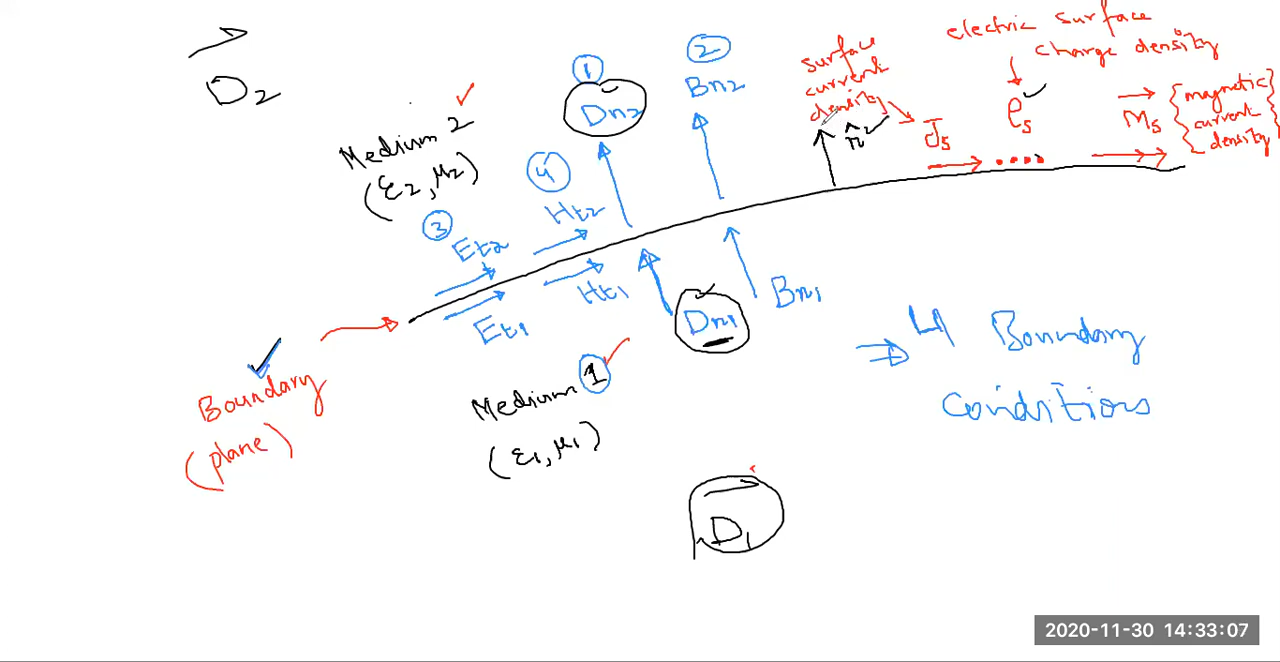 D2
Medium 2
(ε2, μ2)
①
Dn2
②
Bn2
surface
current
density
n̂
Js
electric surface
charge density
ρs
Ms
{magnetic
current
density}
③
Et2
④
Ht2
Et1
Ht1
Dn1
Bn1
Boundary
(plane)
Medium 1
(ε1, μ1)
⇒ 4 Boundary
Conditions
D1
2020-11-30 14:33:07